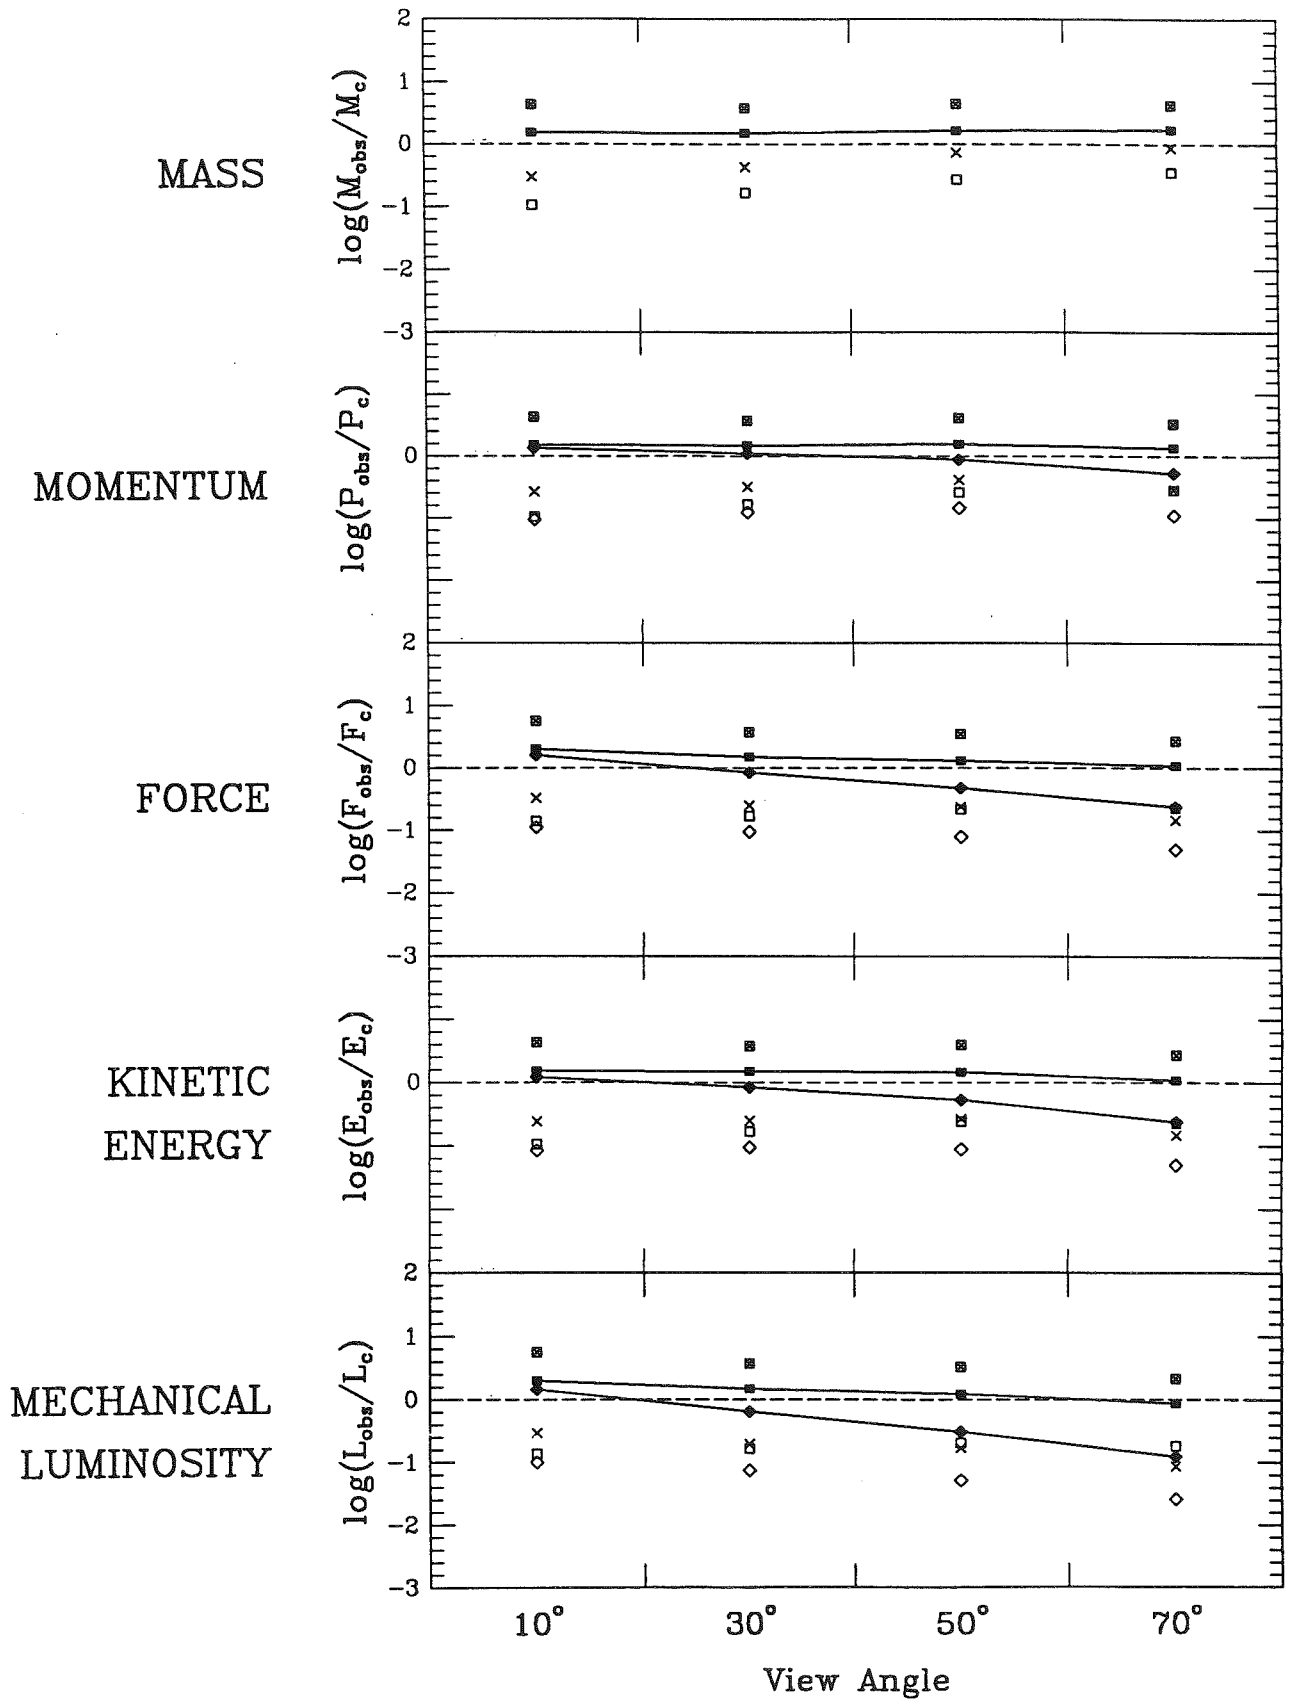 MASS
log(M_obs/M_c)
2
1
0
−1
−2
−3
MOMENTUM
log(P_obs/P_c)
0
FORCE
log(F_obs/F_c)
2
1
0
−1
−2
−3
KINETIC
ENERGY
log(E_obs/E_c)
0
MECHANICAL
LUMINOSITY
log(L_obs/L_c)
2
1
0
−1
−2
−3
10° 30° 50° 70°
View Angle